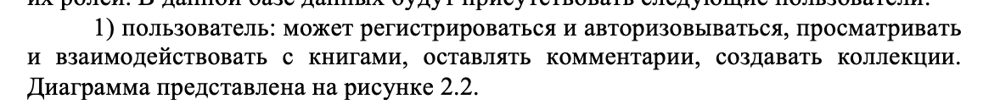 их ролей. В данной базе данных будут присутствовать следующие пользователи:
1) пользователь: может регистрироваться и авторизовываться, просматривать
и взаимодействовать с книгами, оставлять комментарии, создавать коллекции.
Диаграмма представлена на рисунке 2.2.